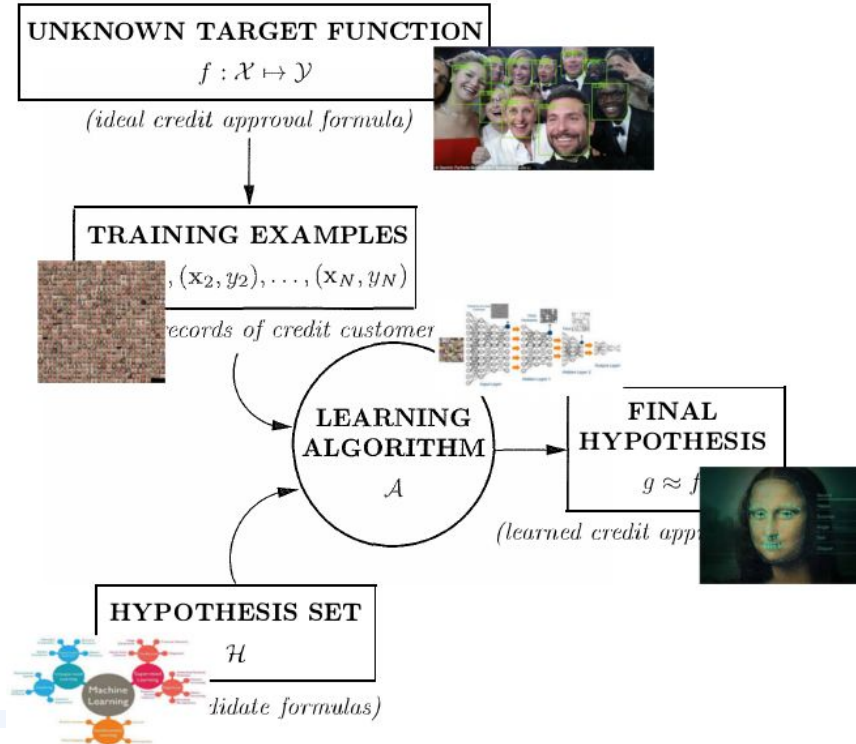 UNKNOWN TARGET FUNCTION
f : 𝒳 ↦ 𝒴
(ideal credit approval formula)
TRAINING EXAMPLES
, (x₂, y₂), . . . , (x_N, y_N)
records of credit customer
LEARNING
ALGORITHM
𝒜
FINAL
HYPOTHESIS
g ≈ f
(learned credit app
HYPOTHESIS SET
ℋ
didate formulas)
Machine
Learning